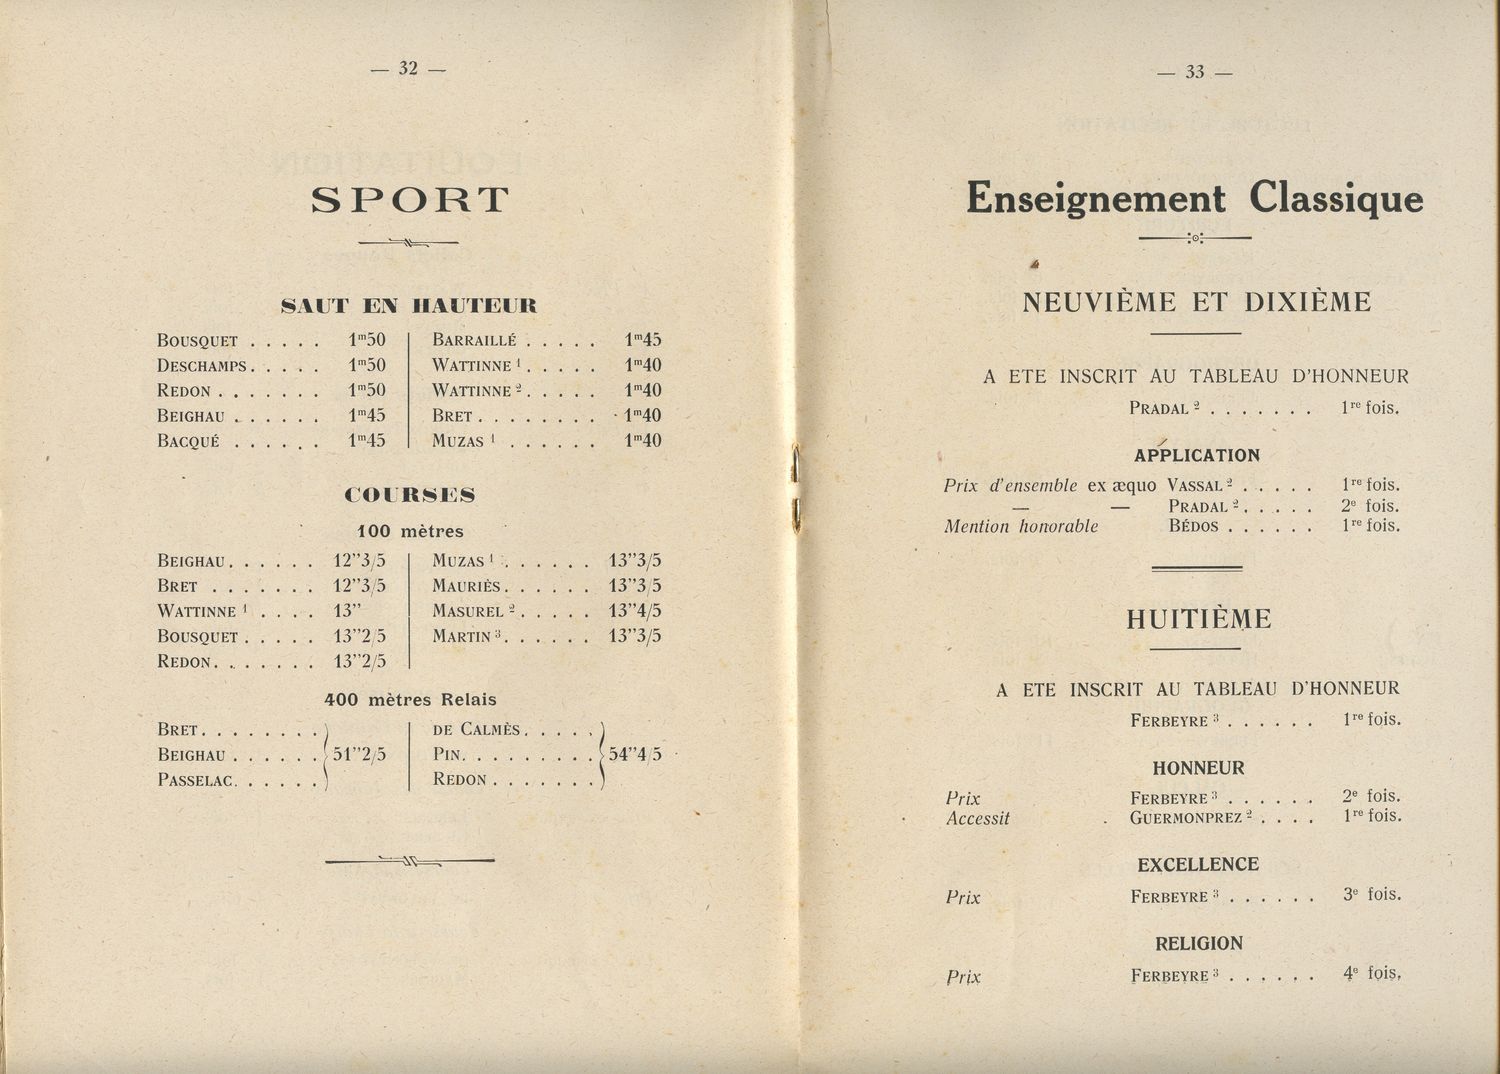 — 32 —
SPORT
SAUT EN HAUTEUR
BOUSQUET . . . . . 1ᵐ50
DESCHAMPS. . . . . 1ᵐ50
REDON . . . . . . . 1ᵐ50
BEIGHAU . . . . . . 1ᵐ45
BACQUÉ . . . . . . 1ᵐ45
BARRAILLÉ . . . . . 1ᵐ45
WATTINNE ¹ . . . . . 1ᵐ40
WATTINNE ² . . . . . 1ᵐ40
BRET . . . . . . . . 1ᵐ40
MUZAS ¹ . . . . . . 1ᵐ40
COURSES
100 mètres
BEIGHAU. . . . . . 12"3/5
BRET . . . . . . . 12"3/5
WATTINNE ¹ . . . . 13"
BOUSQUET . . . . . 13"2/5
REDON. . . . . . . 13"2/5
MUZAS ¹ . . . . . . 13"3/5
MAURIÈS. . . . . . 13"3/5
MASUREL ² . . . . . 13"4/5
MARTIN ³. . . . . . 13"3/5
400 mètres Relais
BRET. . . . . . . .
BEIGHAU . . . . . . 51"2/5
PASSELAC. . . . . .
DE CALMÈS. . . . .
PIN. . . . . . . . . 54"4/5
REDON . . . . . . .
— 33 —
Enseignement Classique
NEUVIÈME ET DIXIÈME
A ETE INSCRIT AU TABLEAU D'HONNEUR
PRADAL ² . . . . . . . 1ʳᵉ fois.
APPLICATION
Prix d'ensemble ex æquo VASSAL ² . . . . . 1ʳᵉ fois.
— — PRADAL ². . . . . 2ᵉ fois.
Mention honorable BÉDOS . . . . . . 1ʳᵉ fois.
HUITIÈME
A ETE INSCRIT AU TABLEAU D'HONNEUR
FERBEYRE ³ . . . . . . 1ʳᵉ fois.
HONNEUR
Prix FERBEYRE ³ . . . . . . 2ᵉ fois.
Accessit GUERMONPREZ ² . . . . 1ʳᵉ fois.
EXCELLENCE
Prix FERBEYRE ³ . . . . . . 3ᵉ fois.
RELIGION
Prix FERBEYRE ³ . . . . . . 4ᵉ fois.